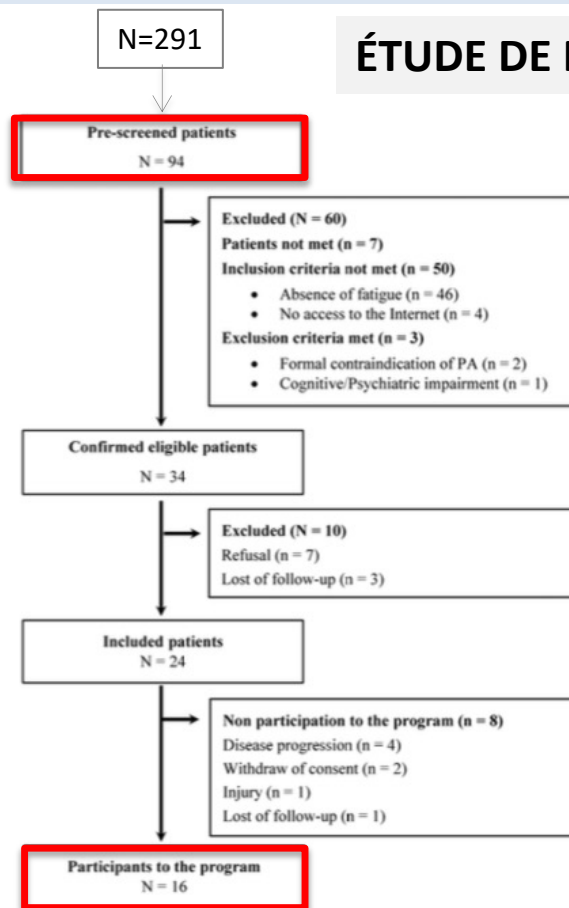 N=291
ÉTUDE DE
Pre-screened patients
N = 94
Excluded (N = 60)
Patients not met (n = 7)
Inclusion criteria not met (n = 50)
• Absence of fatigue (n = 46)
• No access to the Internet (n = 4)
Exclusion criteria met (n = 3)
• Formal contraindication of PA (n = 2)
• Cognitive/Psychiatric impairment (n = 1)
Confirmed eligible patients
N = 34
Excluded (N = 10)
Refusal (n = 7)
Lost of follow-up (n = 3)
Included patients
N = 24
Non participation to the program (n = 8)
Disease progression (n = 4)
Withdraw of consent (n = 2)
Injury (n = 1)
Lost of follow-up (n = 1)
Participants to the program
N = 16